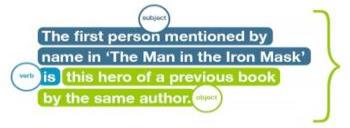 subject
The first person mentioned by
name in ‘The Man in the Iron Mask’
verb
is this hero of a previous book
by the same author.
object